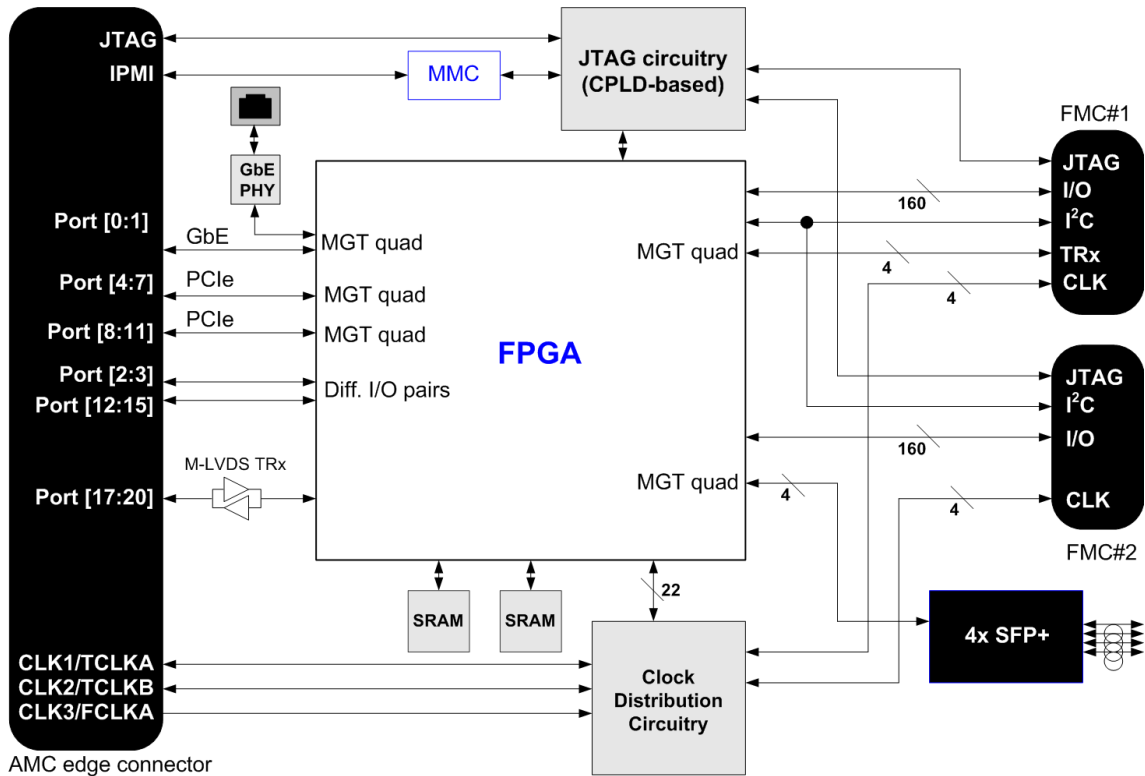 JTAG
IPMI
MMC
JTAG circuitry
(CPLD-based)
FMC#1
GbE
PHY
JTAG
I/O
160
I²C
TRx
4
CLK
4
Port [0:1]
GbE
MGT quad
MGT quad
Port [4:7]
PCIe
MGT quad
Port [8:11]
PCIe
MGT quad
FPGA
Port [2:3]
Port [12:15]
Diff. I/O pairs
JTAG
I²C
I/O
160
M-LVDS TRx
Port [17:20]
MGT quad
4
CLK
4
FMC#2
22
SRAM
SRAM
4x SFP+
CLK1/TCLKA
CLK2/TCLKB
CLK3/FCLKA
Clock
Distribution
Circuitry
AMC edge connector